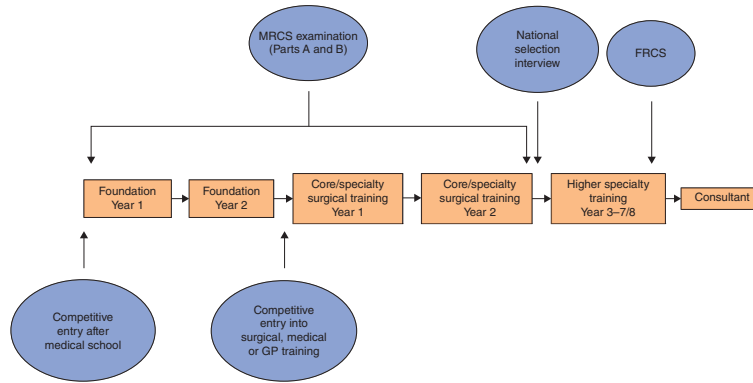 MRCS examination
(Parts A and B)
National
selection
interview
FRCS
Foundation
Year 1
Foundation
Year 2
Core/specialty
surgical training
Year 1
Core/specialty
surgical training
Year 2
Higher specialty
training
Year 3–7/8
Consultant
Competitive
entry after
medical school
Competitive
entry into
surgical, medical
or GP training